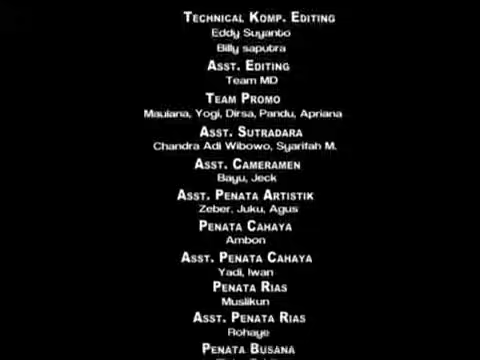 Technical Komp. Editing
Eddy Suyanto
Billy saputra
Asst. Editing
Team MD
Team Promo
Maulana, Yogi, Dirsa, Pandu, Apriana
Asst. Sutradara
Chandra Adi Wibowo, Syarifah M.
Asst. Cameramen
Bayu, Jeck
Asst. Penata Artistik
Zeber, Juku, Agus
Penata Cahaya
Ambon
Asst. Penata Cahaya
Yadi, Iwan
Penata Rias
Muslikun
Asst. Penata Rias
Rohaye
Penata Busana